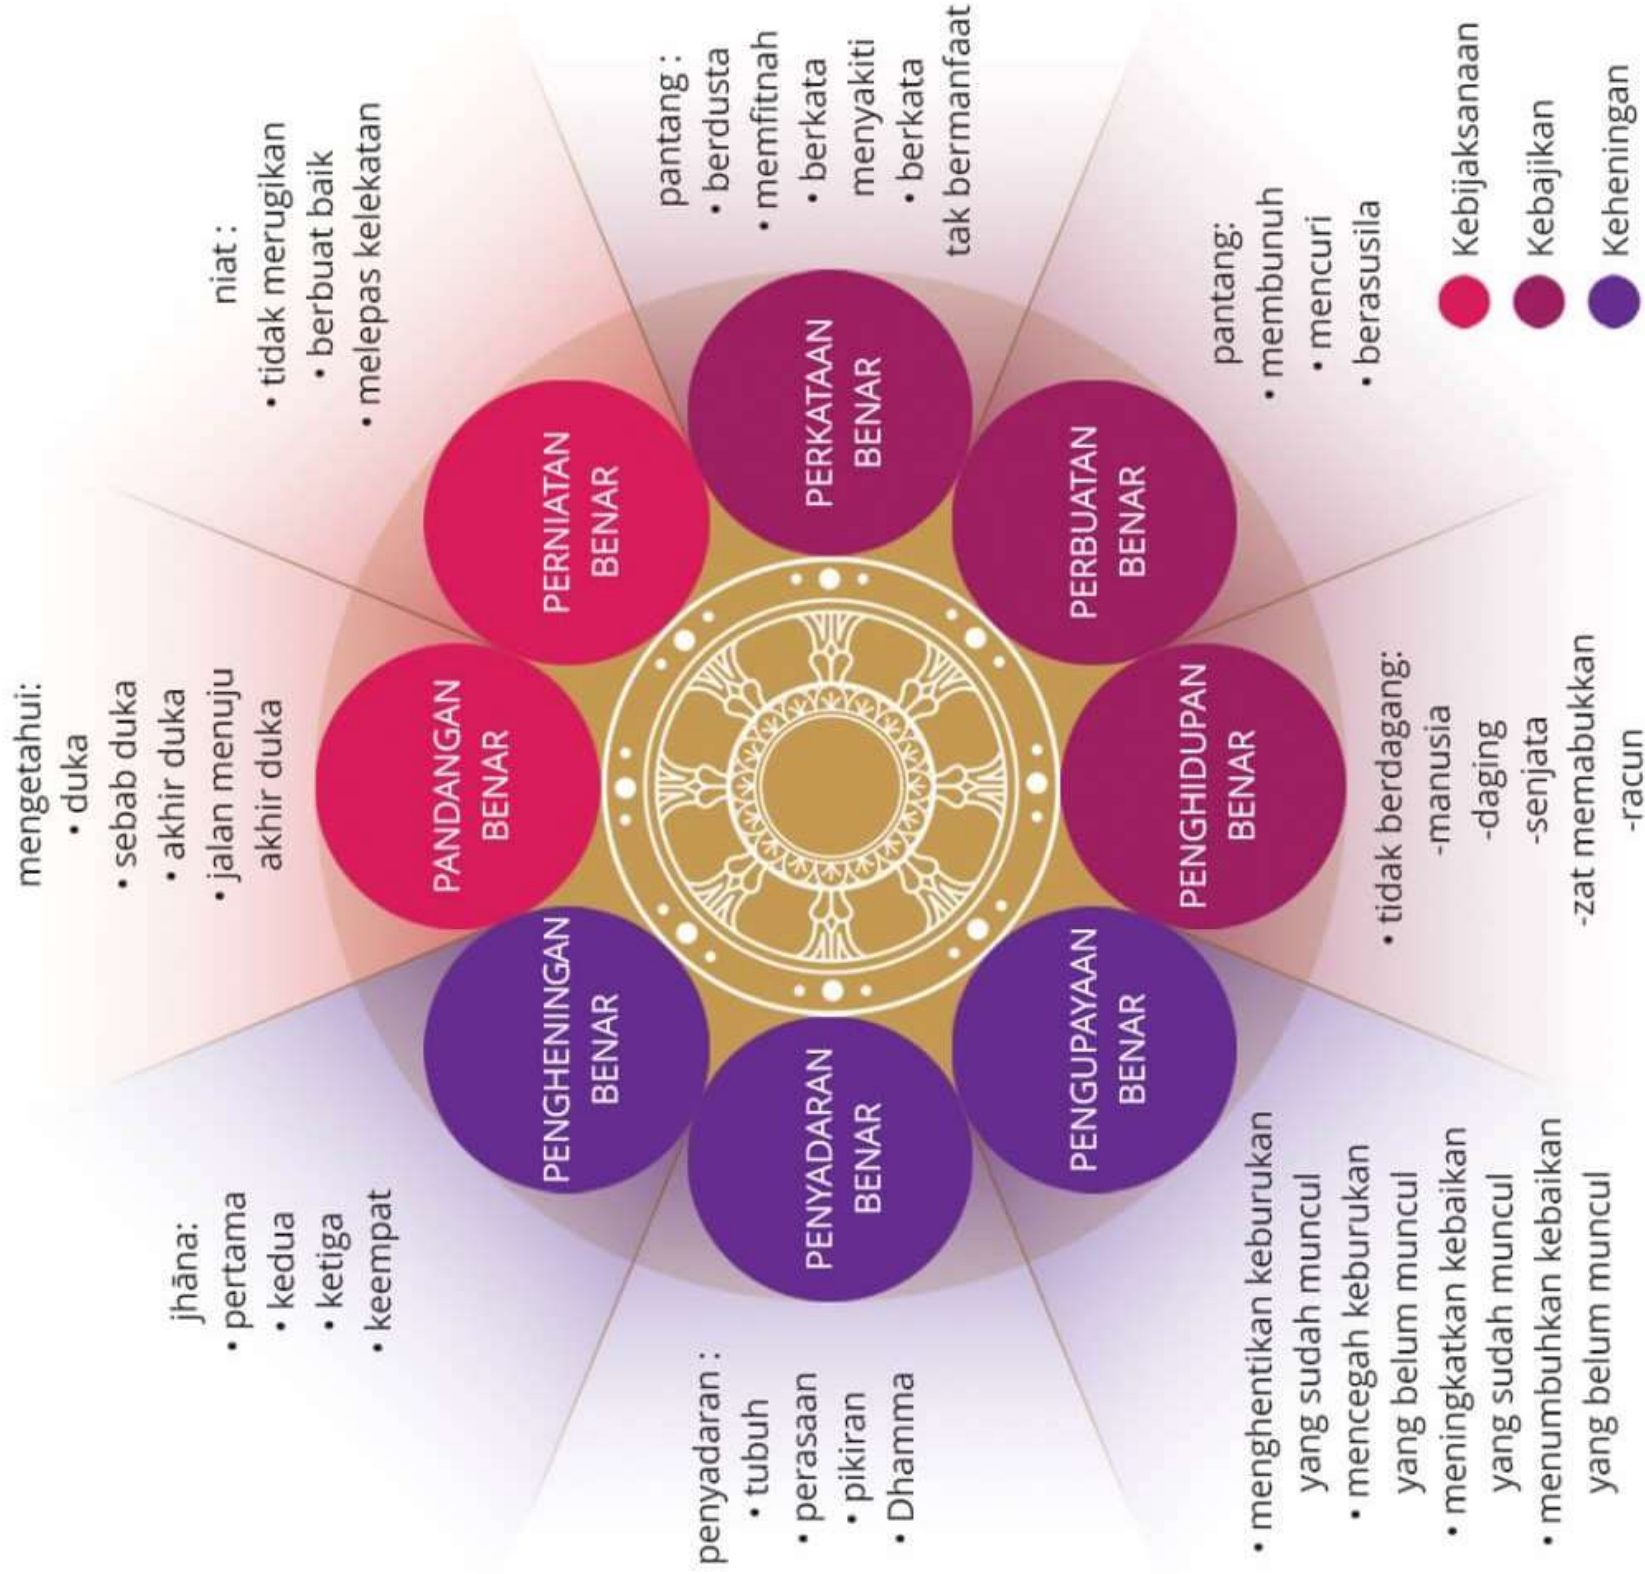 mengetahui:
• duka
• sebab duka
• akhir duka
• jalan menuju
akhir duka
PANDANGAN
BENAR
niat :
• tidak merugikan
• berbuat baik
• melepas kelekatan
PERNIATAN
BENAR
pantang :
• berdusta
• memfitnah
• berkata
menyakiti
• berkata
tak bermanfaat
PERKATAAN
BENAR
pantang:
• membunuh
• mencuri
• berasusila
PERBUATAN
BENAR
• tidak berdagang:
-manusia
-daging
-senjata
-zat memabukkan
-racun
PENGHIDUPAN
BENAR
• menghentikan keburukan
yang sudah muncul
• mencegah keburukan
yang belum muncul
• meningkatkan kebaikan
yang sudah muncul
• menumbuhkan kebaikan
yang belum muncul
PENGUPAYAAN
BENAR
penyadaran :
• tubuh
• perasaan
• pikiran
• Dhamma
PENYADARAN
BENAR
jhāna:
• pertama
• kedua
• ketiga
• keempat
PENGHENINGAN
BENAR
Kebijaksanaan
Kebajikan
Keheningan